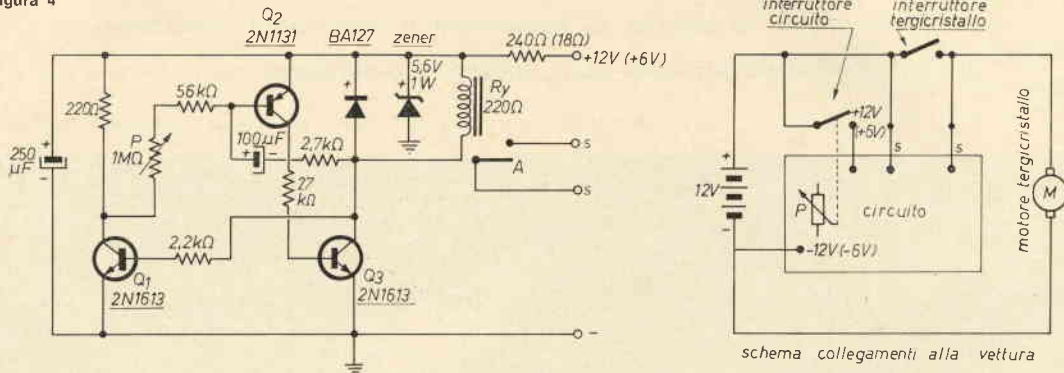 figura 4
Q2
2N1131
BA127
zener
240Ω (18Ω)
+12V (+6V)
220Ω
56kΩ
5,6V
1W
Ry
220Ω
P
1MΩ
100μF
+
-
2,7kΩ
+
250
μF
-
27
kΩ
s
A
s
2,2kΩ
Q1
2N1613
Q3
2N1613
-
interruttore
circuito
interruttore
tergicristallo
+12V
(+6V)
s
s
+
12V
-
P
circuito
-12V(-6V)
M
motore tergicristallo
schema collegamenti alla vettura